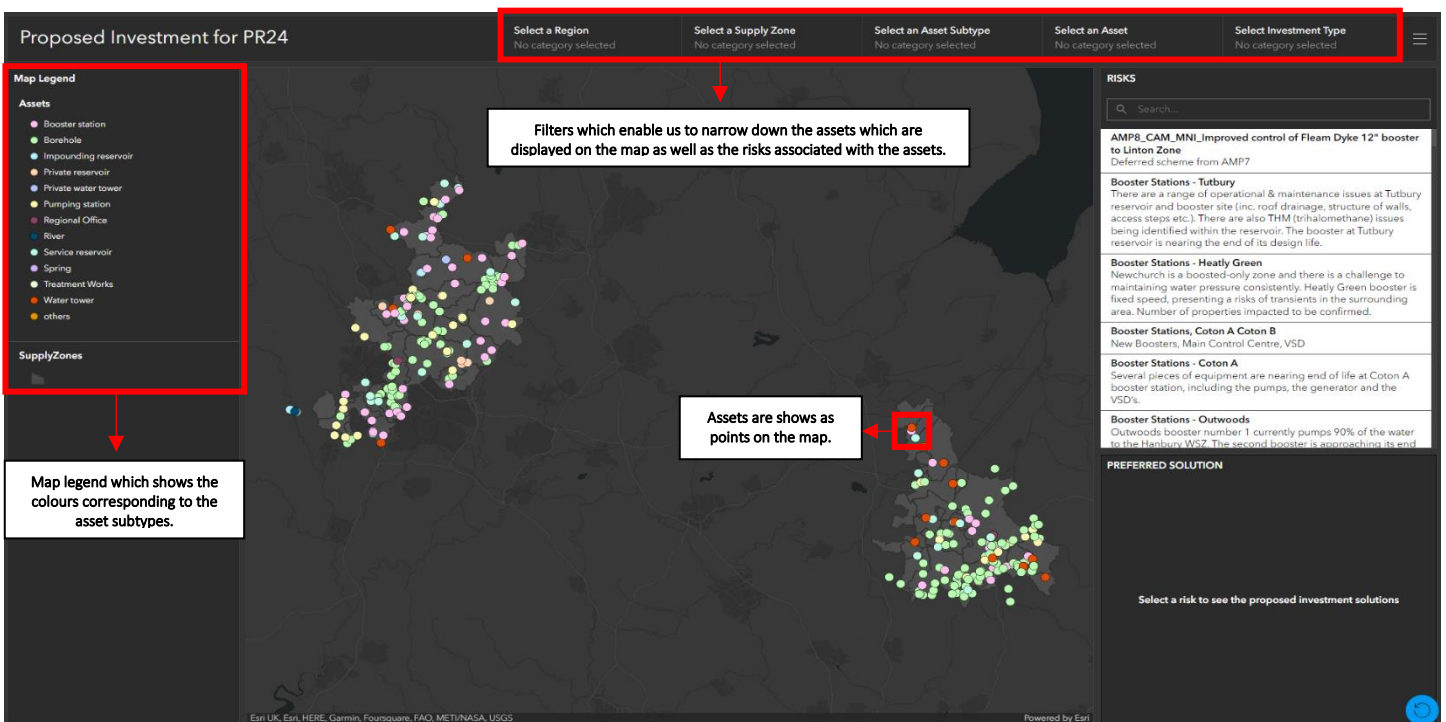 Proposed Investment for PR24
Select a Region
No category selected
Select a Supply Zone
No category selected
Select an Asset Subtype
No category selected
Select an Asset
No category selected
Select Investment Type
No category selected
Map Legend
Assets
Booster station
Borehole
Impounding reservoir
Private reservoir
Private water tower
Pumping station
Regional Office
River
Service reservoir
Spring
Treatment Works
Water tower
others
SupplyZones
Map legend which shows the
colours corresponding to the
asset subtypes.
Filters which enable us to narrow down the assets which are
displayed on the map as well as the risks associated with the assets.
Assets are shows as
points on the map.
Esri UK, Esri, HERE, Garmin, Foursquare, FAO, METI/NASA, USGS
Powered by Esri
RISKS
Search...
AMP8_CAM_MNI_Improved control of Fleam Dyke 12" booster
to Linton Zone
Deferred scheme from AMP7
Booster Stations - Tutbury
There are a range of operational & maintenance issues at Tutbury
reservoir and booster site (inc. roof drainage, structure of walls,
access steps etc.). There are also THM (trihalomethane) issues
being identified within the reservoir. The booster at Tutbury
reservoir is nearing the end of its design life.
Booster Stations - Heatly Green
Newchurch is a boosted-only zone and there is a challenge to
maintaining water pressure consistently. Heatly Green booster is
fixed speed, presenting a risks of transients in the surrounding
area. Number of properties impacted to be confirmed.
Booster Stations, Coton A Coton B
New Boosters, Main Control Centre, VSD
Booster Stations - Coton A
Several pieces of equipment are nearing end of life at Coton A
booster station, including the pumps, the generator and the
VSD's.
Booster Stations - Outwoods
Outwoods booster number 1 currently pumps 90% of the water
to the Hanbury WSZ. The second booster is approaching its end
PREFERRED SOLUTION
Select a risk to see the proposed investment solutions